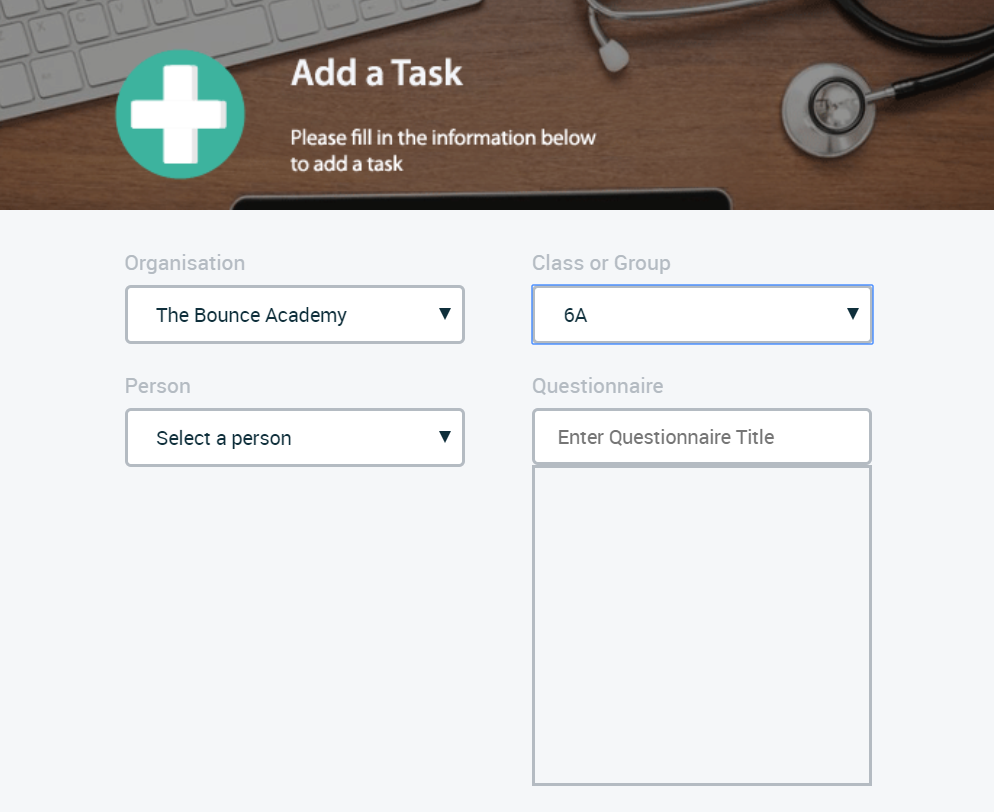 Add a Task
Please fill in the information below
to add a task
Organisation
Class or Group
The Bounce Academy
6A
Person
Questionnaire
Select a person
Enter Questionnaire Title